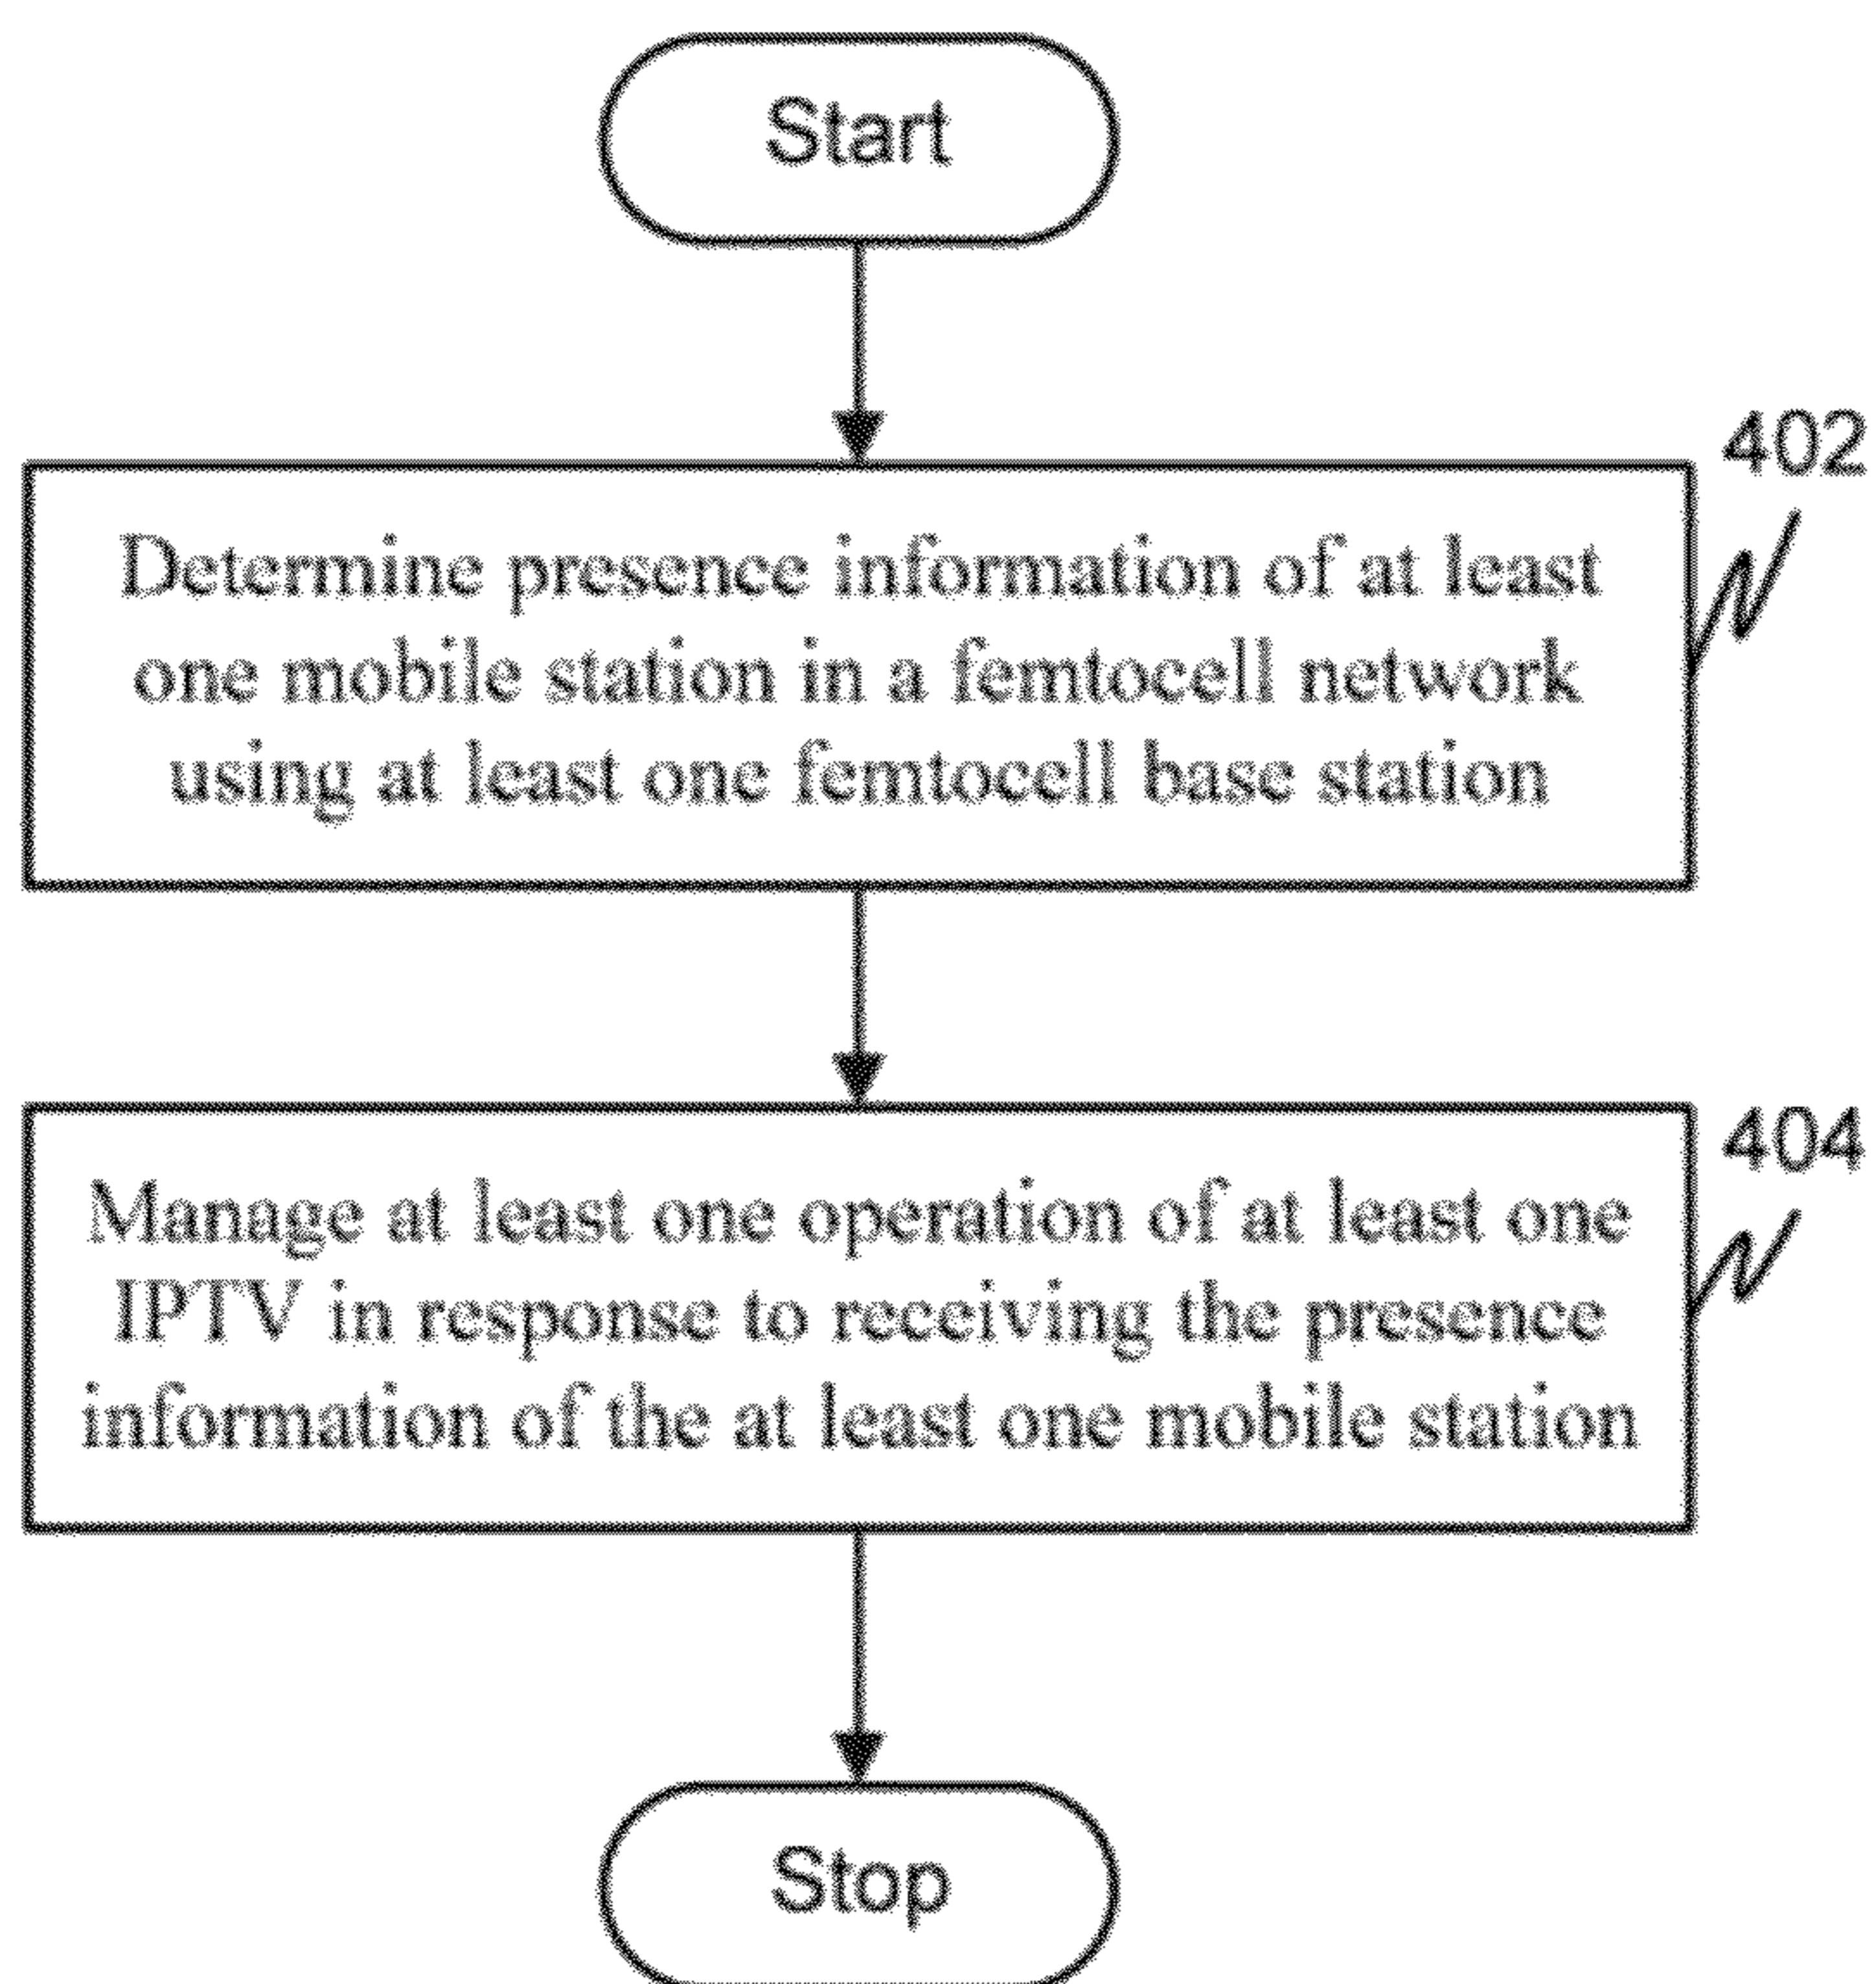 Start
402
Determine presence information of at least
one mobile station in a femtocell network
using at least one femtocell base station
404
Manage at least one operation of at least one
IPTV in response to receiving the presence
information of the at least one mobile station
Stop